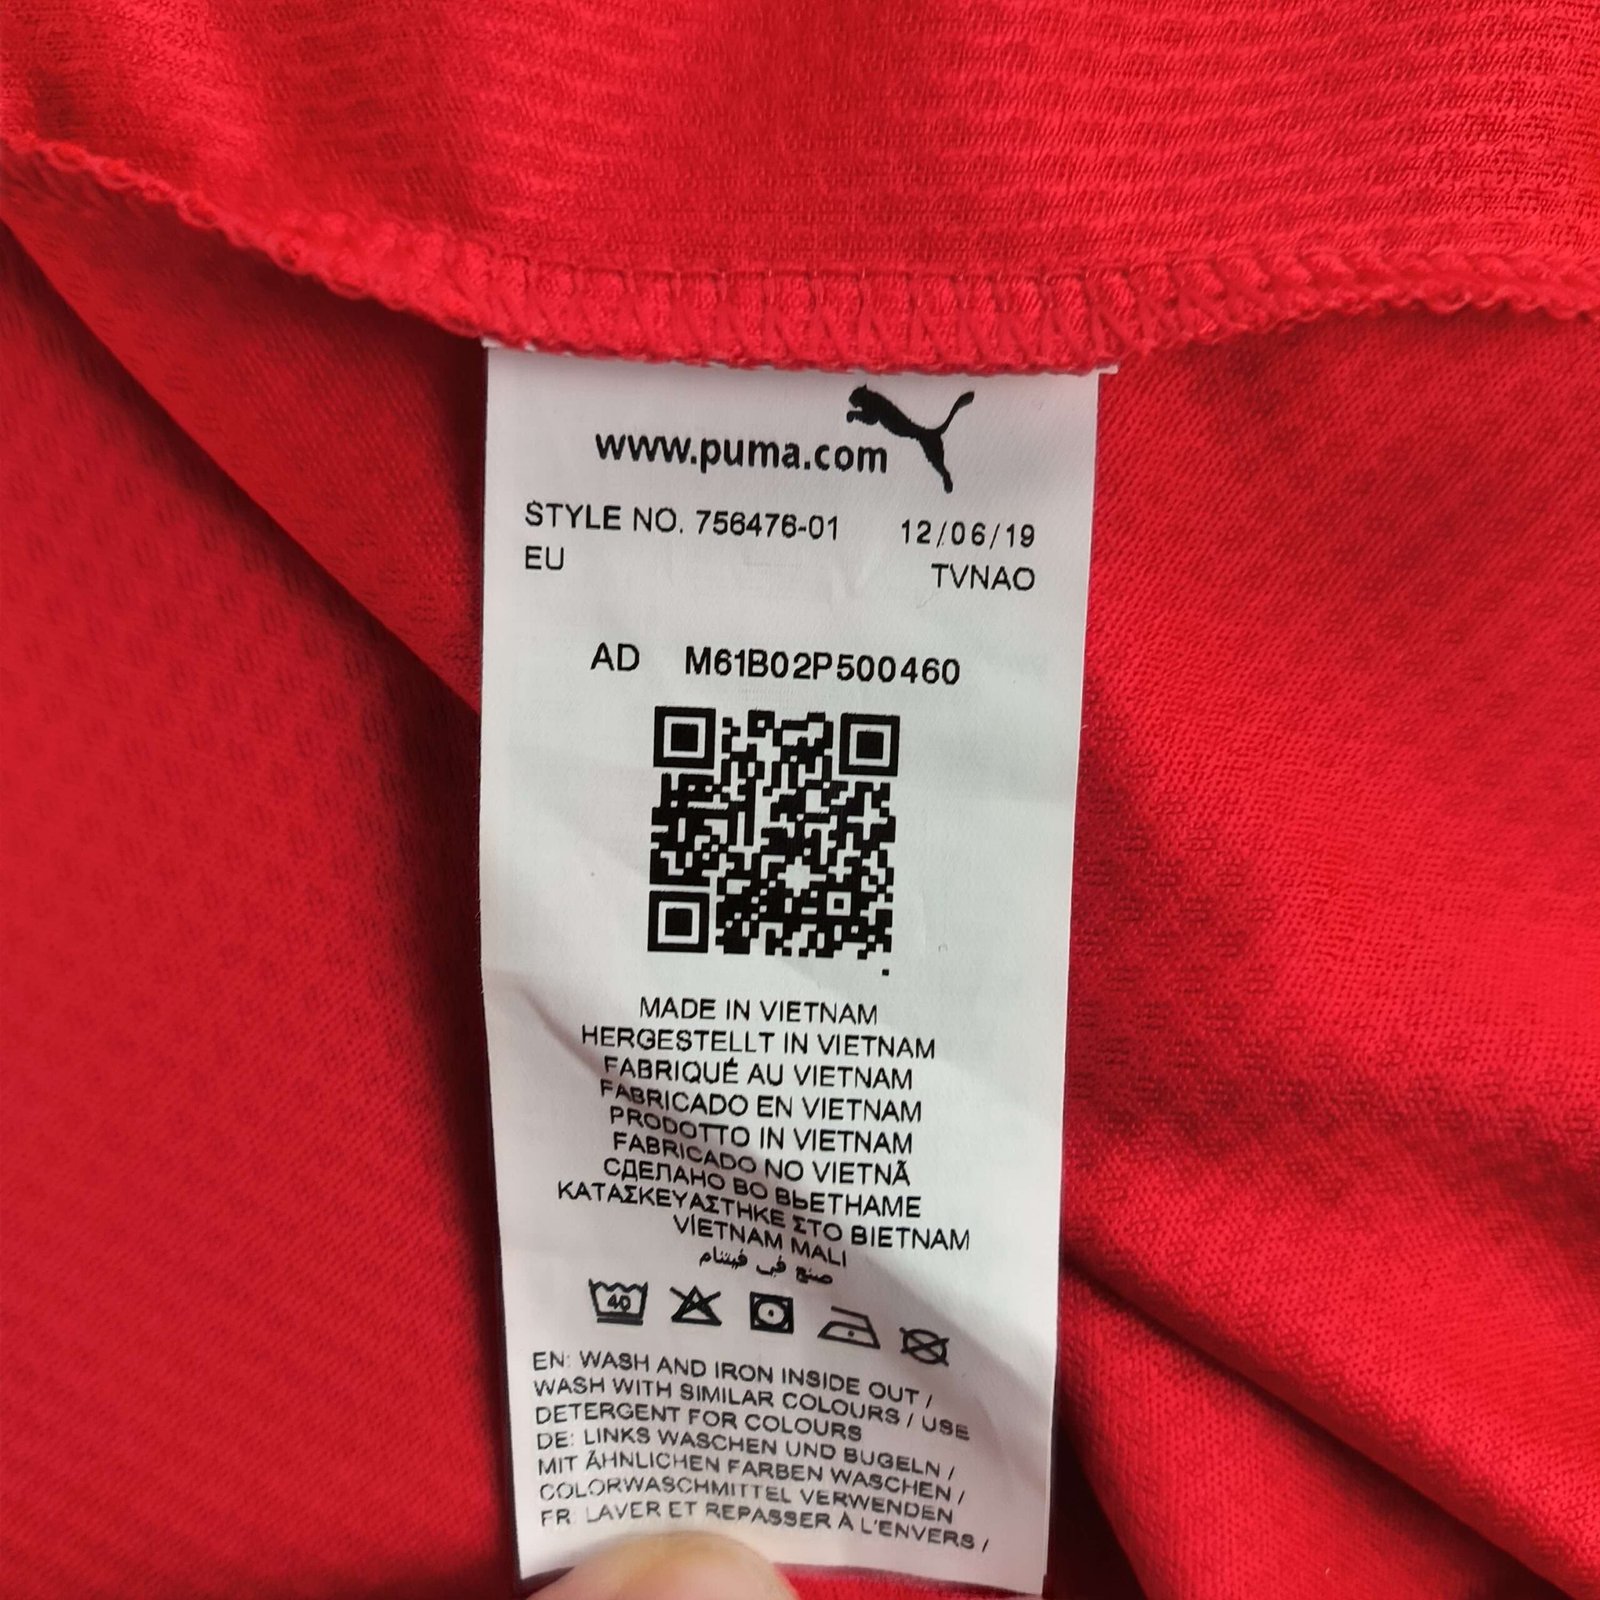 www.puma.com
STYLE NO. 756476-01 12/06/19
EU TVNAO
AD M61B02P500460
MADE IN VIETNAM
HERGESTELLT IN VIETNAM
FABRIQUÉ AU VIETNAM
FABRICADO EN VIETNAM
PRODOTTO IN VIETNAM
FABRICADO NO VIETNÃ
СДЕЛАНО ВО ВЬЕТНАМЕ
ΚΑΤΑΣΚΕΥΑΣΤΗΚΕ ΣΤΟ ΒΙΕΤΝΑΜ
VİETNAM MALI
صنع في فيتنام
40
EN: WASH AND IRON INSIDE OUT /
WASH WITH SIMILAR COLOURS / USE
DETERGENT FOR COLOURS
DE: LINKS WASCHEN UND BUGELN /
MIT ÄHNLICHEN FARBEN WASCHEN /
COLORWASCHMITTEL VERWENDEN
FR: LAVER ET REPASSER À L'ENVERS /